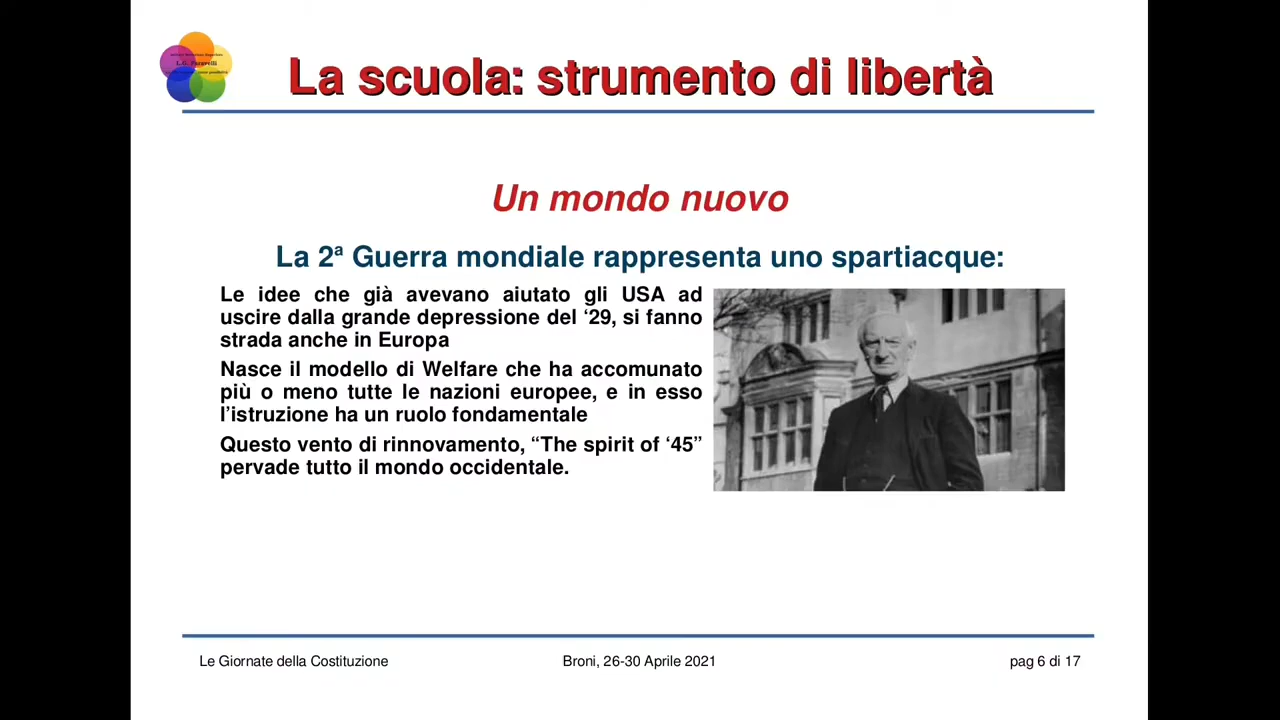 L.G. Faravelli
La scuola: strumento di libertà
Un mondo nuovo
La 2ª Guerra mondiale rappresenta uno spartiacque:
Le idee che già avevano aiutato gli USA ad
uscire dalla grande depressione del ‘29, si fanno
strada anche in Europa
Nasce il modello di Welfare che ha accomunato
più o meno tutte le nazioni europee, e in esso
l’istruzione ha un ruolo fondamentale
Questo vento di rinnovamento, “The spirit of ‘45”
pervade tutto il mondo occidentale.
Le Giornate della Costituzione
Broni, 26-30 Aprile 2021
pag 6 di 17